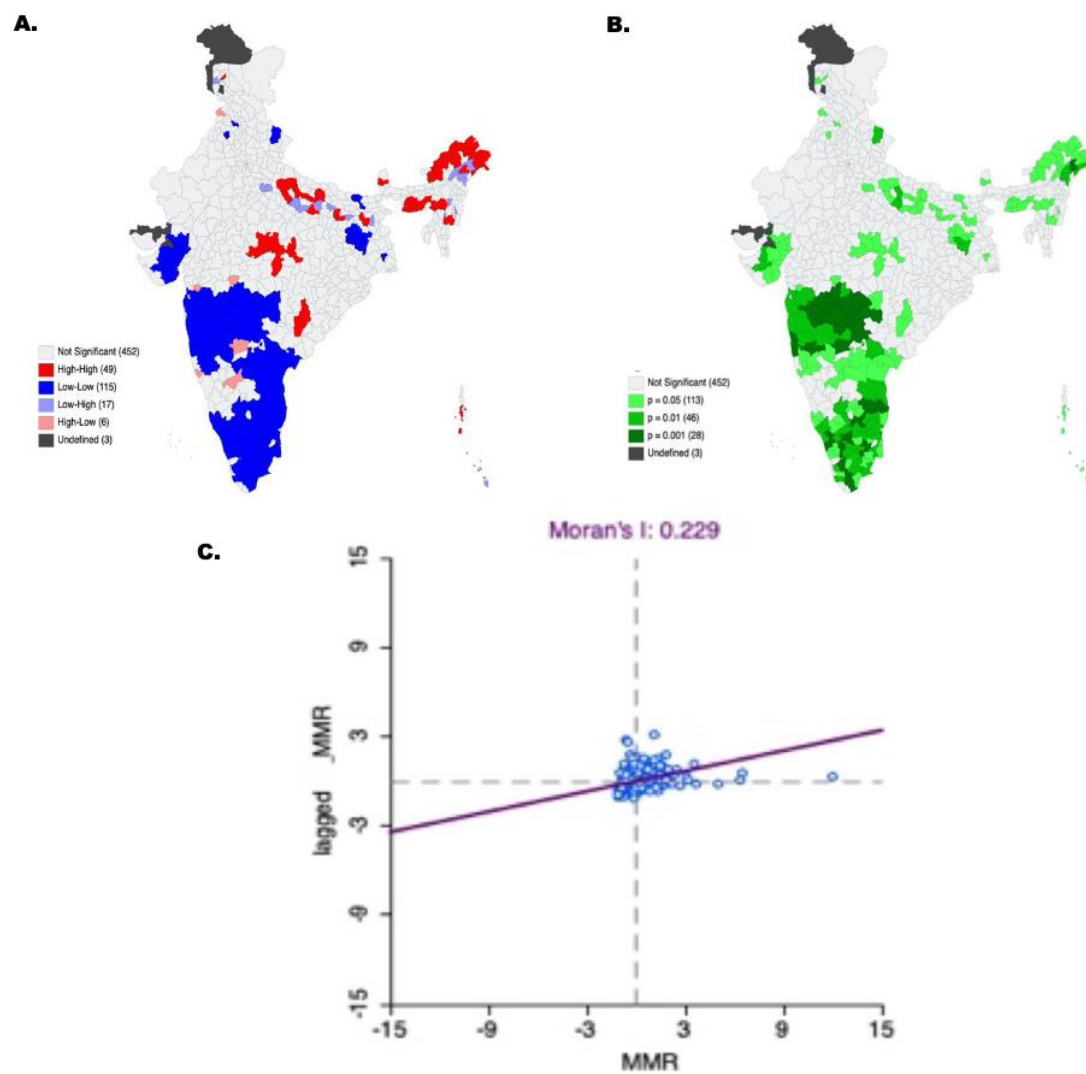 A.
B.
Not Significant (452)
High-High (49)
Low-Low (115)
Low-High (17)
High-Low (6)
Undefined (3)
Not Significant (452)
p = 0.05 (113)
p = 0.01 (46)
p = 0.001 (28)
Undefined (3)
C.
Moran's I: 0.229
15
9
3
-3
-9
-15
lagged _MMR
-15
-9
-3
3
9
15
MMR